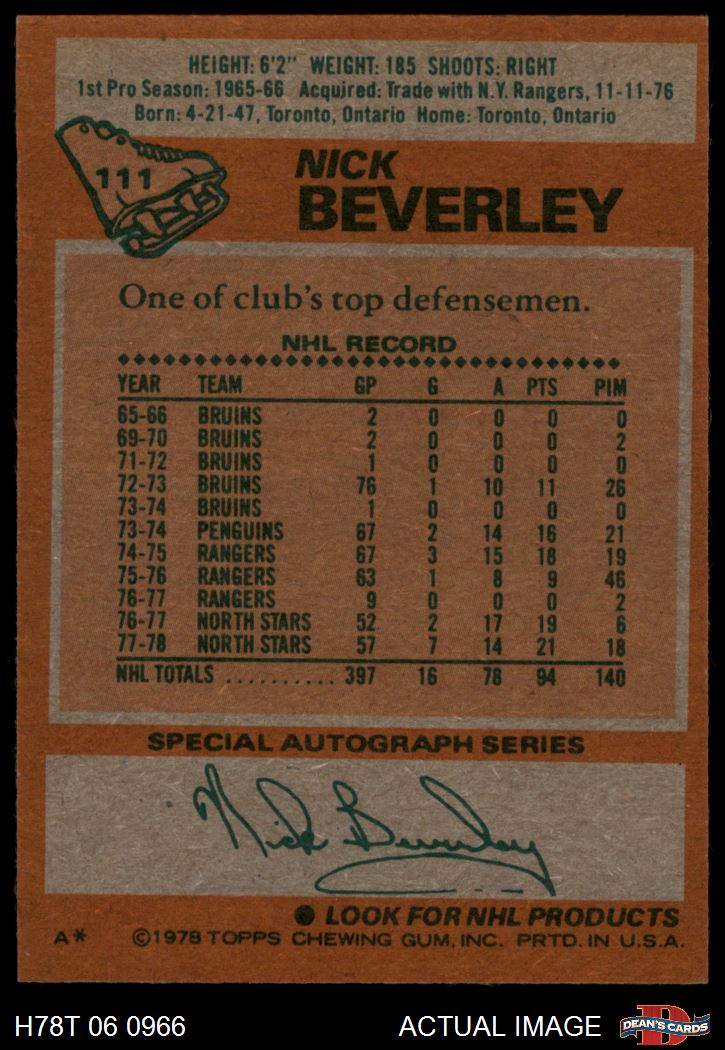 HEIGHT: 6'2" WEIGHT: 185 SHOOTS: RIGHT
1st Pro Season: 1965-66 Acquired: Trade with N.Y. Rangers, 11-11-76
Born: 4-21-47, Toronto, Ontario Home: Toronto, Ontario
111
NICK
BEVERLEY
One of club's top defensemen.
NHL RECORD
YEAR TEAM GP G A PTS PIM
65-66 BRUINS 2 0 0 0 0
69-70 BRUINS 2 0 0 0 2
71-72 BRUINS 1 0 0 0 0
72-73 BRUINS 76 1 10 11 26
73-74 BRUINS 1 0 0 0 0
73-74 PENGUINS 67 2 14 16 21
74-75 RANGERS 67 3 15 18 19
75-76 RANGERS 63 1 8 9 46
76-77 RANGERS 9 0 0 0 2
76-77 NORTH STARS 52 2 17 19 6
77-78 NORTH STARS 57 7 14 21 18
NHL TOTALS .......... 397 16 78 94 140
SPECIAL AUTOGRAPH SERIES
Nick Beverley
● LOOK FOR NHL PRODUCTS
A* ©1978 TOPPS CHEWING GUM, INC. PRTD. IN U.S.A.
H78T 06 0966 ACTUAL IMAGE D DEAN'S CARDS